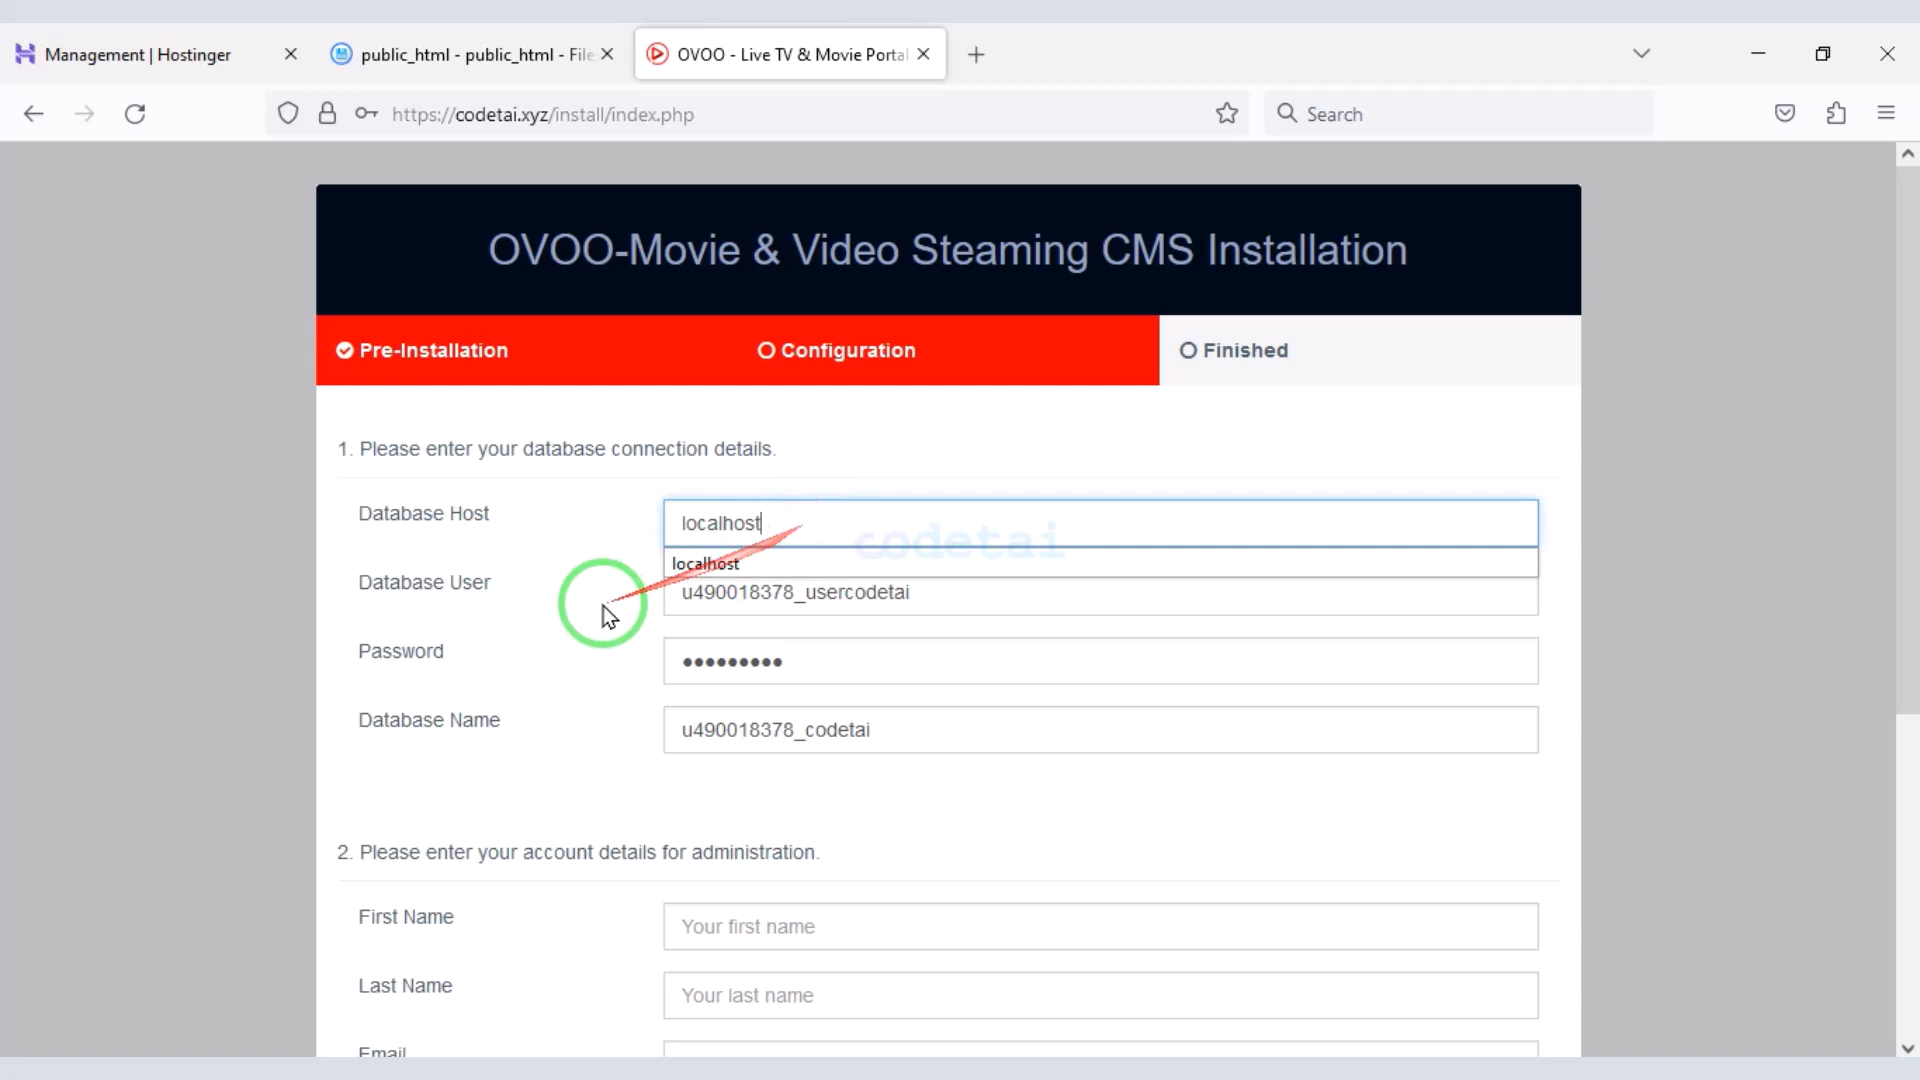 Management | Hostinger
public_html - public_html - File
OVOO - Live TV & Movie Portal
https://codetai.xyz/install/index.php
Search
OVOO-Movie & Video Steaming CMS Installation
Pre-Installation
Configuration
Finished
1. Please enter your database connection details.
Database Host
localhost
codetai
localhost
Database User
u490018378_usercodetai
Password
Database Name
u490018378_codetai
2. Please enter your account details for administration.
First Name
Your first name
Last Name
Your last name
Email